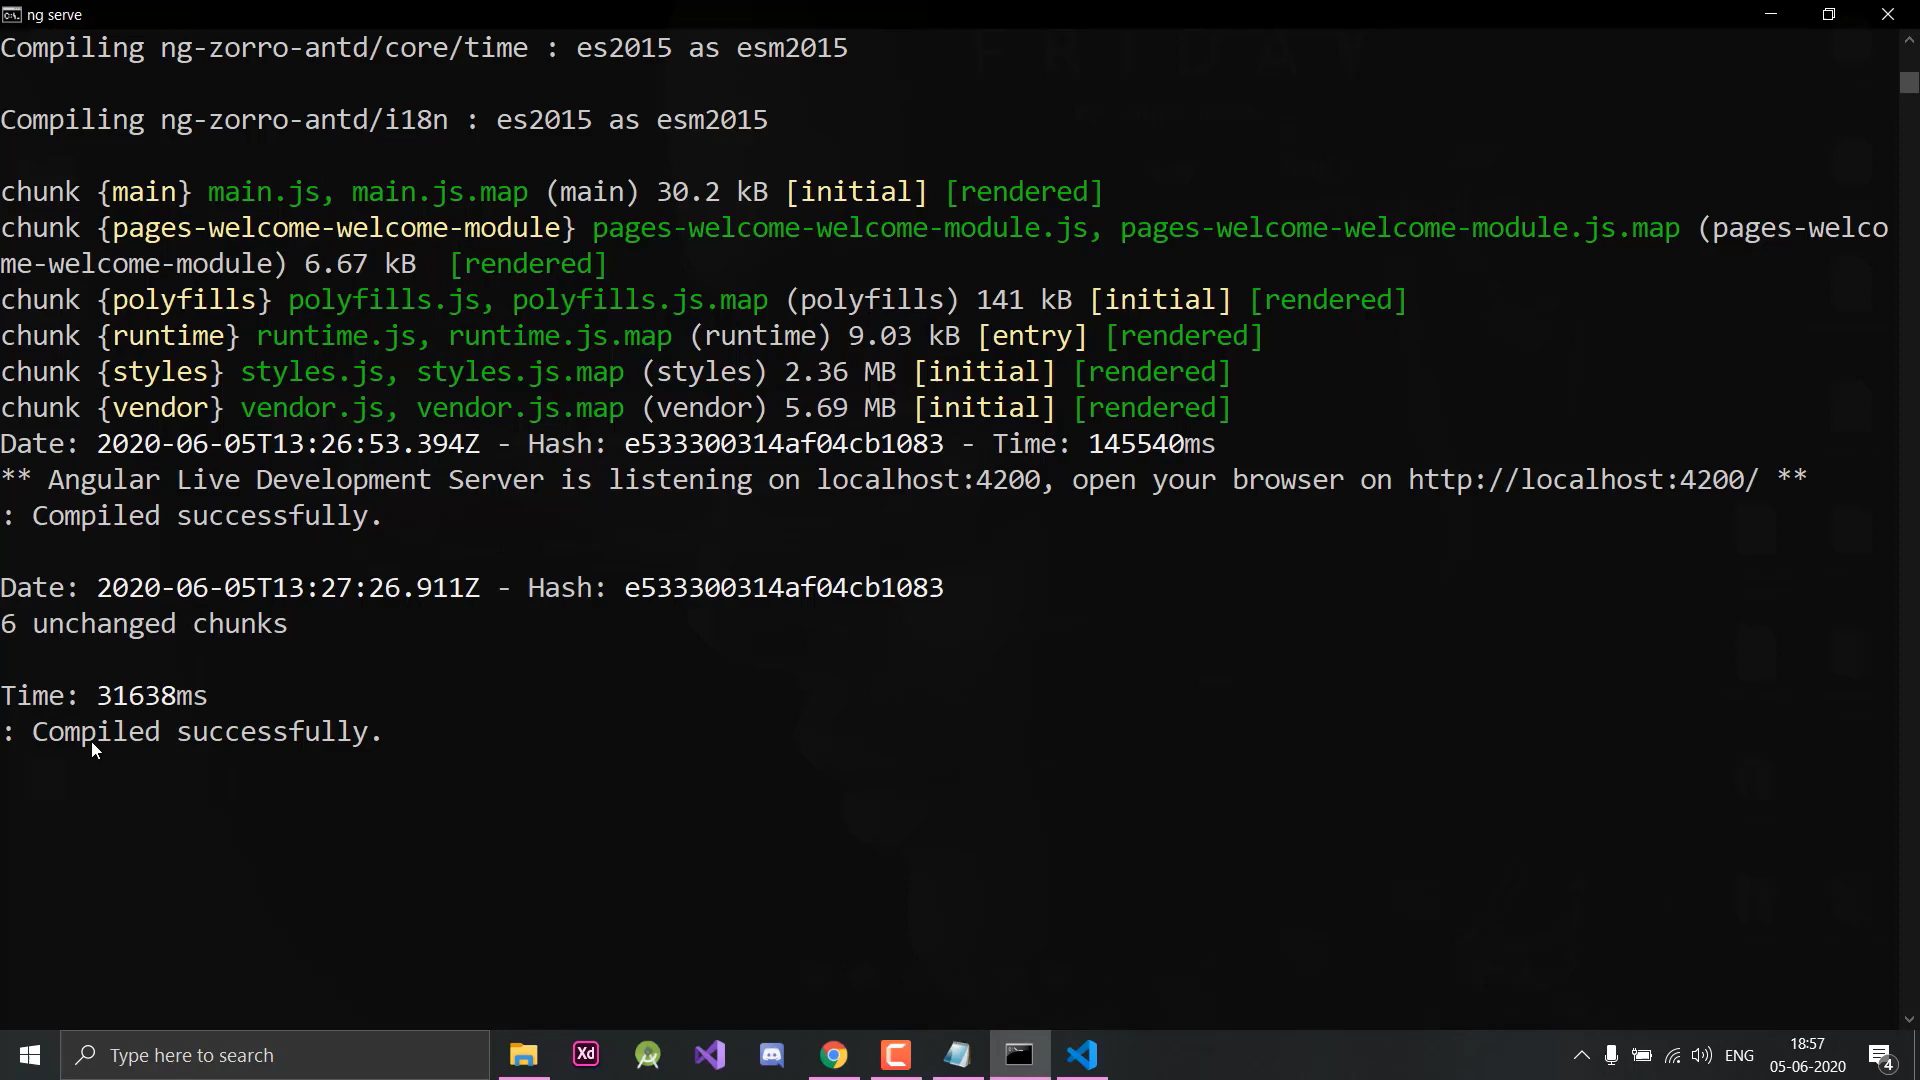 ng serve
Compiling ng-zorro-antd/core/time : es2015 as esm2015
Compiling ng-zorro-antd/i18n : es2015 as esm2015
chunk {main} main.js, main.js.map (main) 30.2 kB [initial] [rendered]
chunk {pages-welcome-welcome-module} pages-welcome-welcome-module.js, pages-welcome-welcome-module.js.map (pages-welco
me-welcome-module) 6.67 kB  [rendered]
chunk {polyfills} polyfills.js, polyfills.js.map (polyfills) 141 kB [initial] [rendered]
chunk {runtime} runtime.js, runtime.js.map (runtime) 9.03 kB [entry] [rendered]
chunk {styles} styles.js, styles.js.map (styles) 2.36 MB [initial] [rendered]
chunk {vendor} vendor.js, vendor.js.map (vendor) 5.69 MB [initial] [rendered]
Date: 2020-06-05T13:26:53.394Z - Hash: e533300314af04cb1083 - Time: 145540ms
** Angular Live Development Server is listening on localhost:4200, open your browser on http://localhost:4200/ **
: Compiled successfully.
Date: 2020-06-05T13:27:26.911Z - Hash: e533300314af04cb1083
6 unchanged chunks
Time: 31638ms
: Compiled successfully.
Type here to search
Xd
ENG
18:57
05-06-2020
4